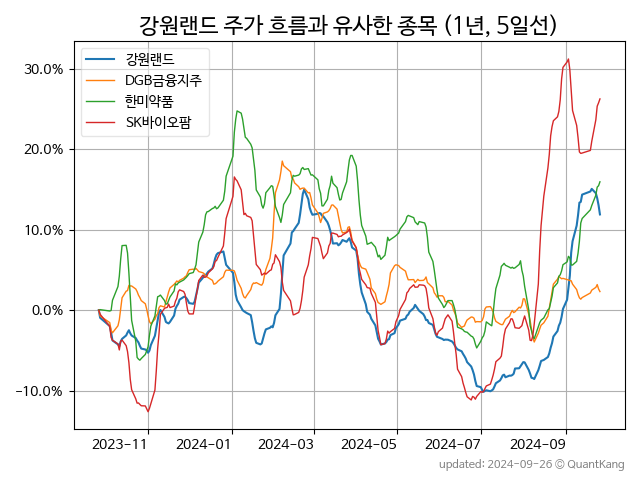 강원랜드 주가 흐름과 유사한 종목 (1년, 5일선)
강원랜드
DGB금융지주
한미약품
SK바이오팜
30.0%
20.0%
10.0%
0.0%
−10.0%
2023-11
2024-01
2024-03
2024-05
2024-07
2024-09
updated: 2024-09-26 © QuantKang